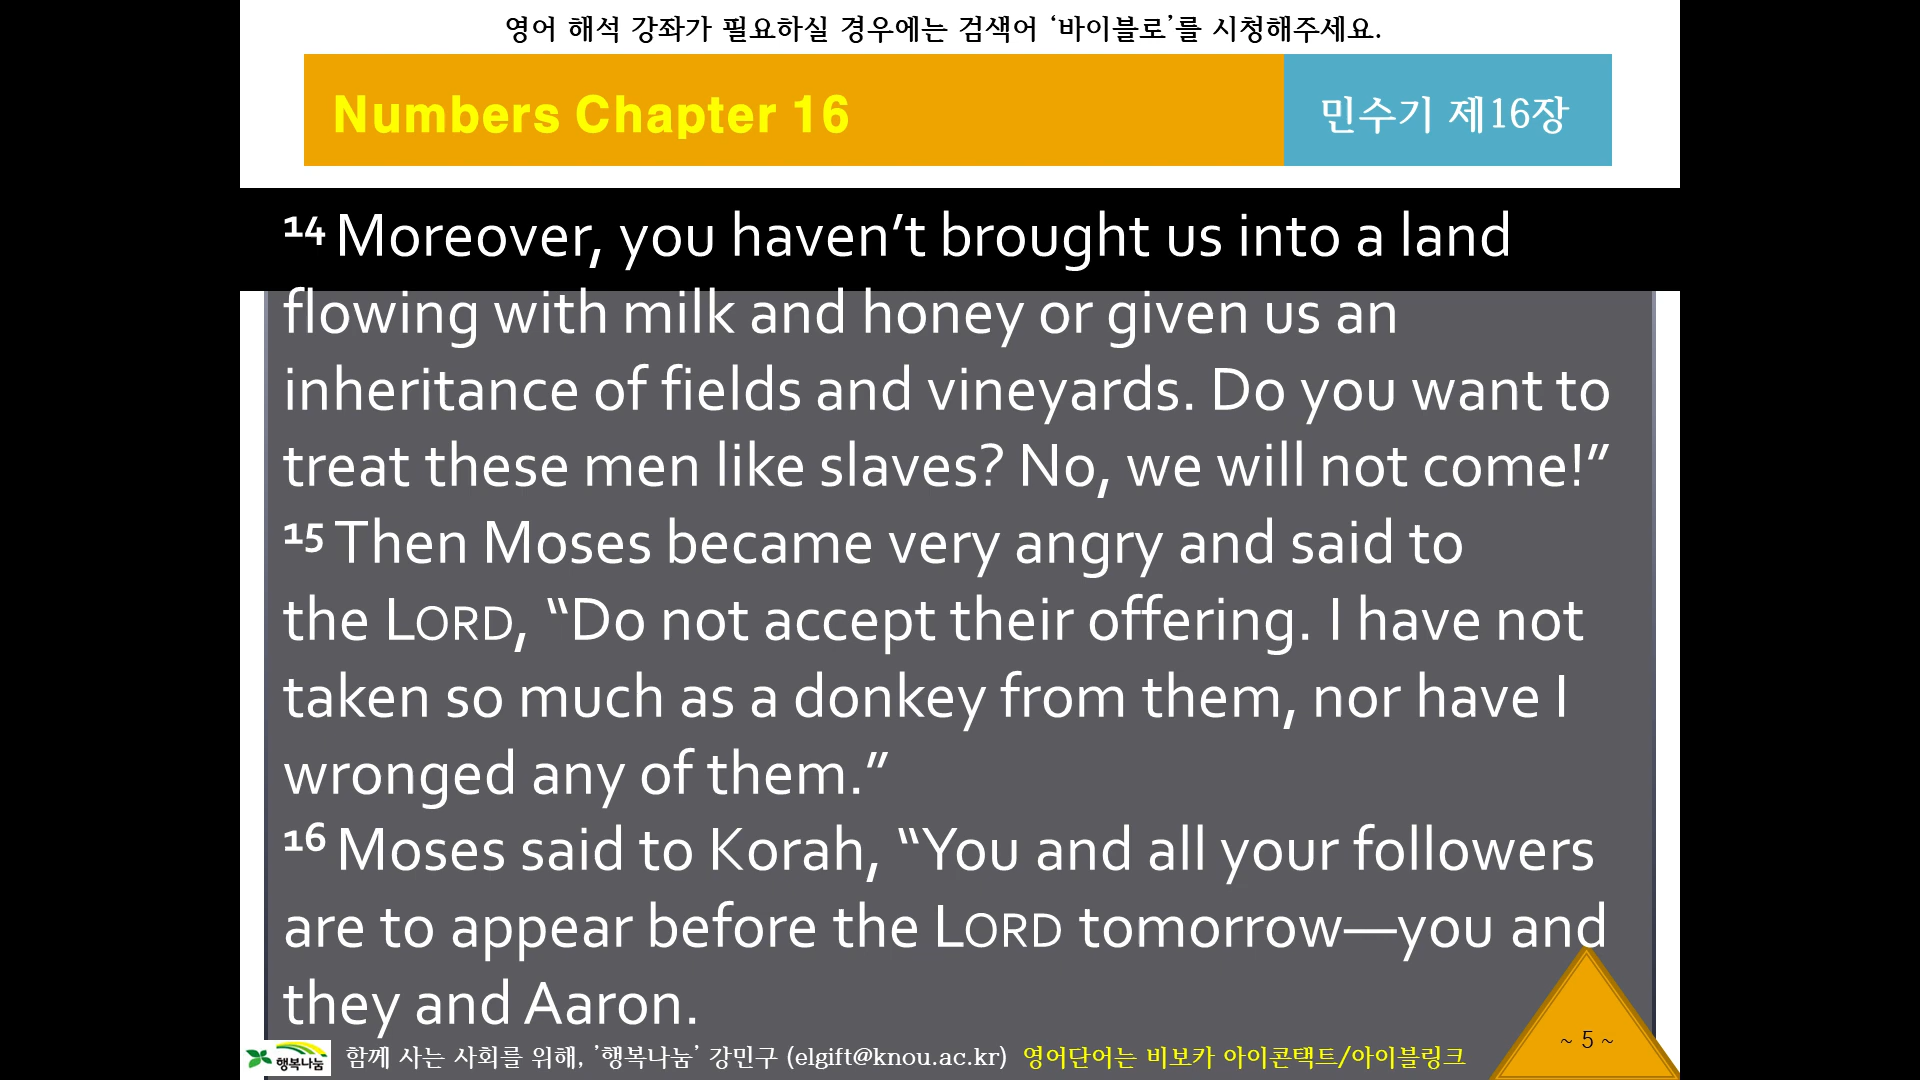 영어 해석 강좌가 필요하실 경우에는 검색어 ‘바이블로’를 시청해주세요.
Numbers Chapter 16
민수기 제16장
14 Moreover, you haven’t brought us into a land
flowing with milk and honey or given us an
inheritance of fields and vineyards. Do you want to
treat these men like slaves? No, we will not come!”
15 Then Moses became very angry and said to
the LORD, “Do not accept their offering. I have not
taken so much as a donkey from them, nor have I
wronged any of them.”
16 Moses said to Korah, “You and all your followers
are to appear before the LORD tomorrow—you and
they and Aaron.
~ 5 ~
행복나눔
함께 사는 사회를 위해, ’행복나눔’ 강민구 (elgift@knou.ac.kr) 영어단어는 비보카 아이콘택트/아이블링크